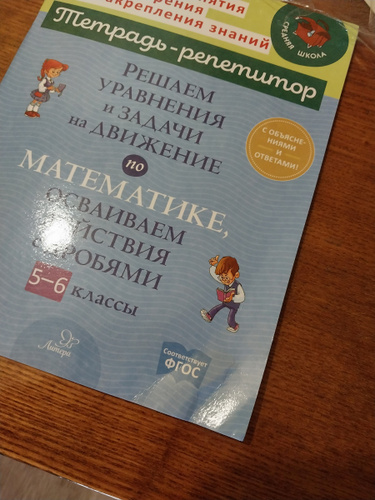 закрепления знаний
Тетрадь-репетитор
СРЕДНЯЯ
ШКОЛА
Решаем
уравнения
и задачи
на движение
по
математике,
осваиваем
дробями
5–6 классы
С ОБЪЯСНЕ-
НИЯМИ И
ОТВЕТАМИ!
Литера
Соответствует
ФГОС